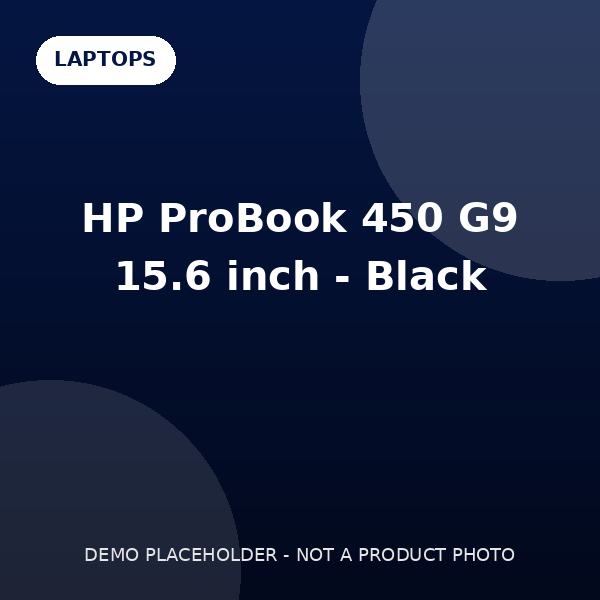 LAPTOPS
HP ProBook 450 G9
15.6 inch - Black
DEMO PLACEHOLDER - NOT A PRODUCT PHOTO